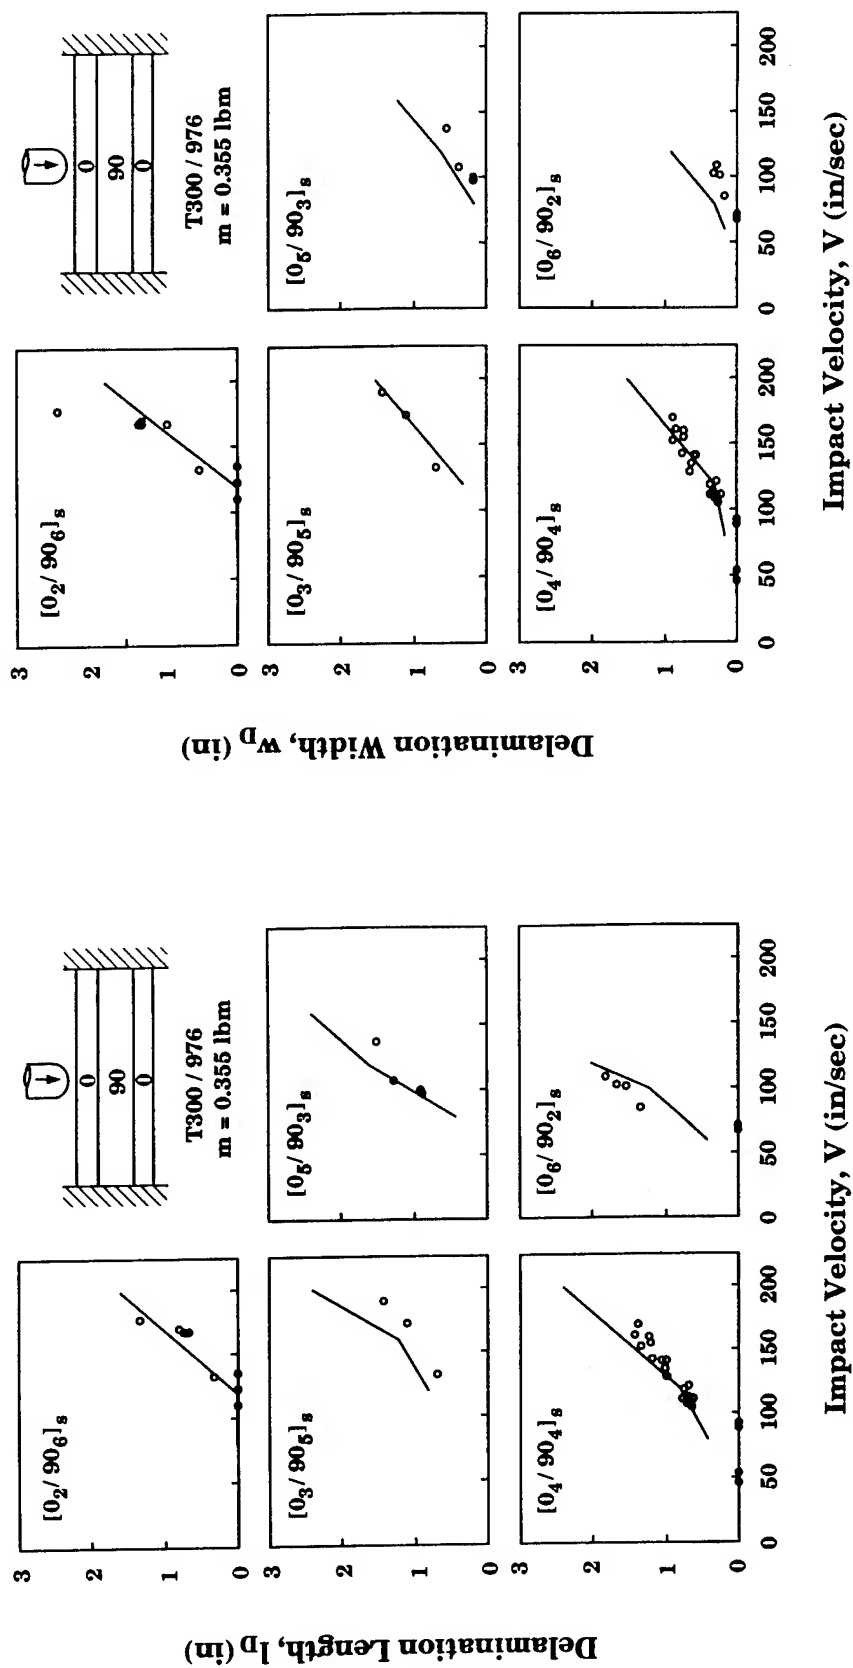 Delamination Length, l_D (in)
3
2
1
0
[0₂/ 90₆]ₛ
0
90
0
T300 / 976
m = 0.355 lbm
3
2
1
0
[0₃/ 90₅]ₛ
[0₅/ 90₃]ₛ
3
2
1
0
[0₄/ 90₄]ₛ
[0₆/ 90₂]ₛ
0 50 100 150 200
0 50 100 150 200
Impact Velocity, V (in/sec)
Delamination Width, w_D (in)
3
2
1
0
[0₂/ 90₆]ₛ
0
90
0
T300 / 976
m = 0.355 lbm
3
2
1
0
[0₃/ 90₅]ₛ
[0₅/ 90₃]ₛ
3
2
1
0
[0₄/ 90₄]ₛ
[0₆/ 90₂]ₛ
0 50 100 150 200
0 50 100 150 200
Impact Velocity, V (in/sec)